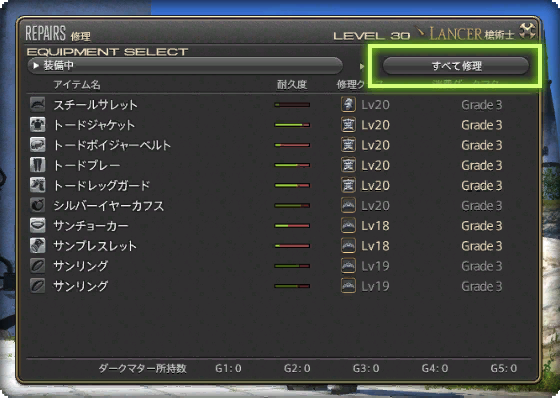 REPAIRS 修理 LEVEL 30 LANCER 槍術士
EQUIPMENT SELECT
装備中 すべて修理
アイテム名 耐久度
スチールサレット Lv20 Grade 3
トードジャケット Lv20 Grade 3
トードボイジャーベルト Lv20 Grade 3
トードブレー Lv20 Grade 3
トードレッグガード Lv20 Grade 3
シルバーイヤーカフス Lv20 Grade 3
サンチョーカー Lv18 Grade 3
サンブレスレット Lv18 Grade 3
サンリング Lv19 Grade 3
サンリング Lv19 Grade 3
ダークマター所持数 G1: 0 G2: 0 G3: 0 G4: 0 G5: 0